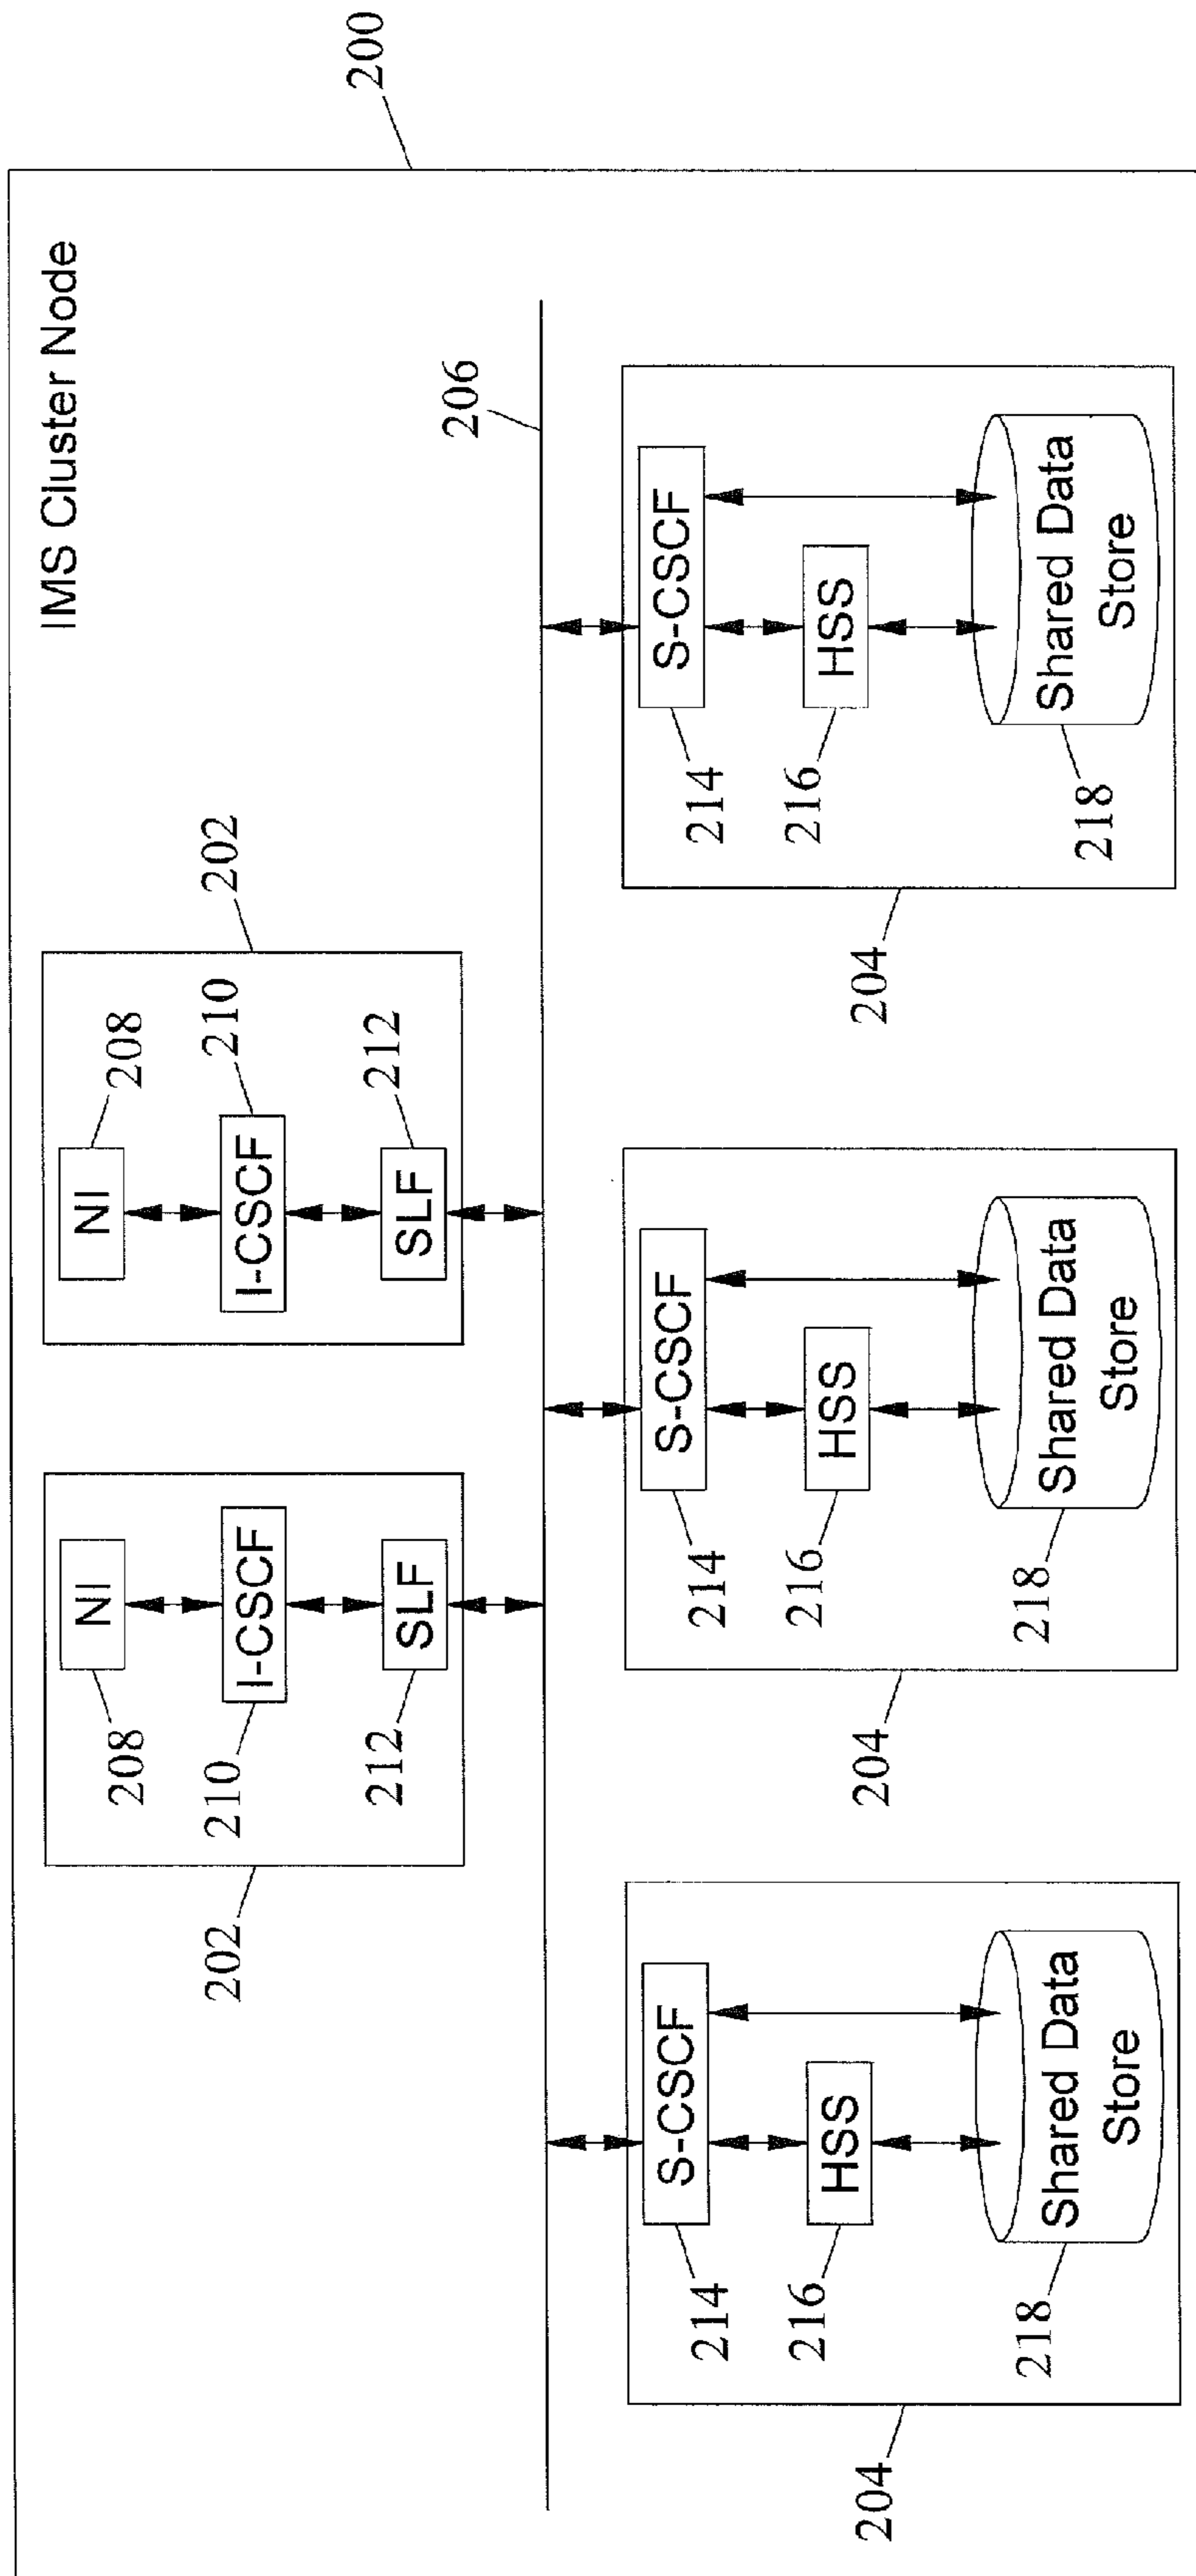 IMS Cluster Node
200
202
NI
208
I-CSCF
210
SLF
212
202
NI
208
I-CSCF
210
SLF
212
206
204
S-CSCF
214
HSS
216
Shared Data
Store
218
204
S-CSCF
214
HSS
216
Shared Data
Store
218
204
S-CSCF
214
HSS
216
Shared Data
Store
218